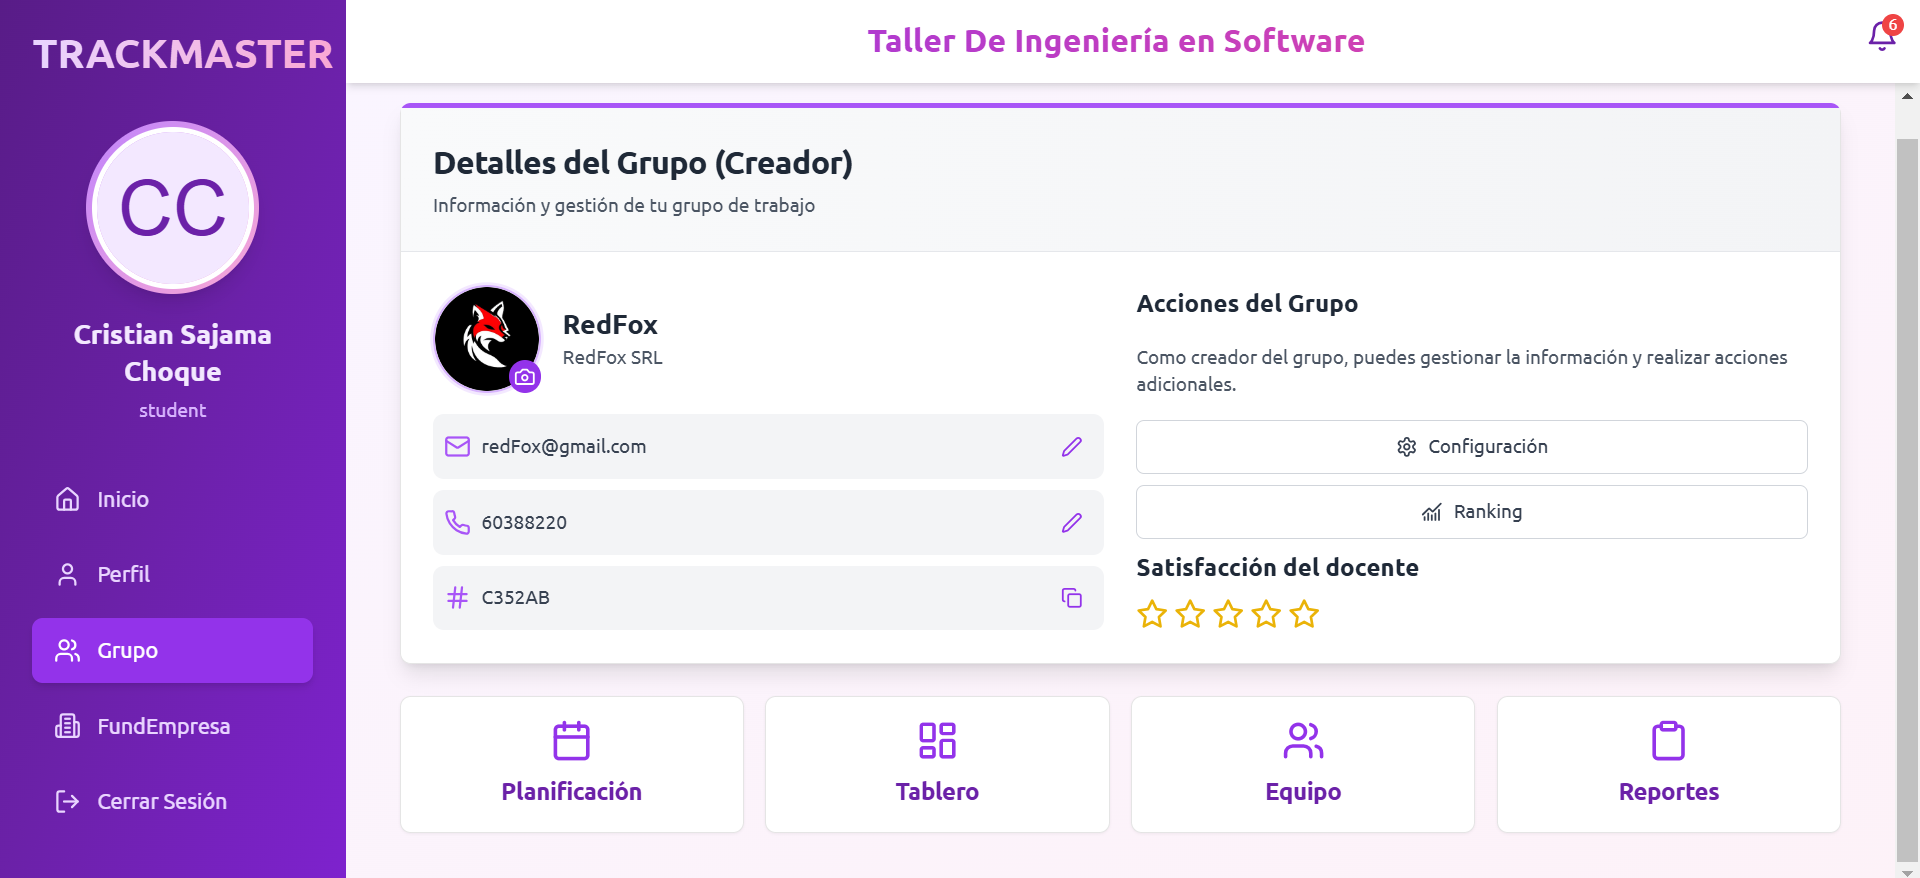 TRACKMASTER
CC
Cristian Sajama
Choque
student
Inicio
Perfil
Grupo
FundEmpresa
Cerrar Sesión
Taller De Ingeniería en Software
6
Detalles del Grupo (Creador)
Información y gestión de tu grupo de trabajo
RedFox
RedFox SRL
redFox@gmail.com
60388220
C352AB
Acciones del Grupo
Como creador del grupo, puedes gestionar la información y realizar acciones
adicionales.
Configuración
Ranking
Satisfacción del docente
Planificación
Tablero
Equipo
Reportes